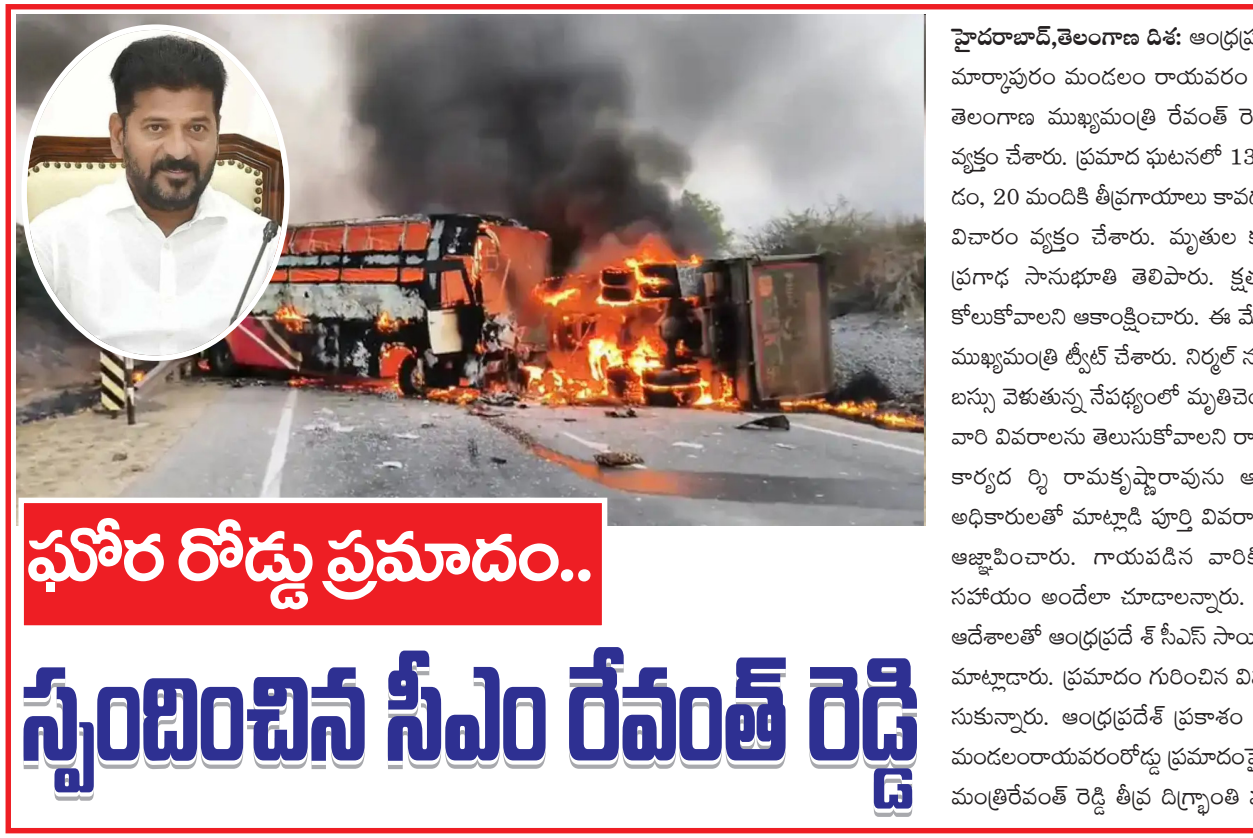 ఘోర రోడ్డు ప్రమాదం..
స్పందించిన సీఎం రేవంత్ రెడ్డి
హైదరాబాద్,తెలంగాణ దిశ:
మార్కాపురం మండలం రాయవరం
తెలంగాణ ముఖ్యమంత్రి రేవంత్
వ్యక్తం చేశారు. ప్రమాద ఘటనలో 13
డం, 20 మందికి తీవ్రగాయాలు
విచారం వ్యక్తం చేశారు. మృతుల
ప్రగాఢ సానుభూతి తెలిపారు.
కోలుకోవాలని ఆకాంక్షించారు. ఈ
ముఖ్యమంత్రి ట్వీట్ చేశారు. నిర్మల్
బస్సు వెళుతున్న నేపథ్యంలో
వారి వివరాలను తెలుసుకోవాలని
కార్యద ర్శి రామకృష్ణారావును
అధికారులతో మాట్లాడి పూర్తి
ఆజ్ఞాపించారు. గాయపడిన
సహాయం అందేలా చూడాలన్నారు.
ఆదేశాలతో ఆంధ్రప్రదే శ్ సీఎస్
మాట్లాడారు. ప్రమాదం గురించిన
సుకున్నారు. ఆంధ్రప్రదేశ్ ప్రకాశం
మండలంరాయవరంరోడ్డు
మంత్రిరేవంత్ రెడ్డి తీవ్ర దిగ్భ్రాంతి